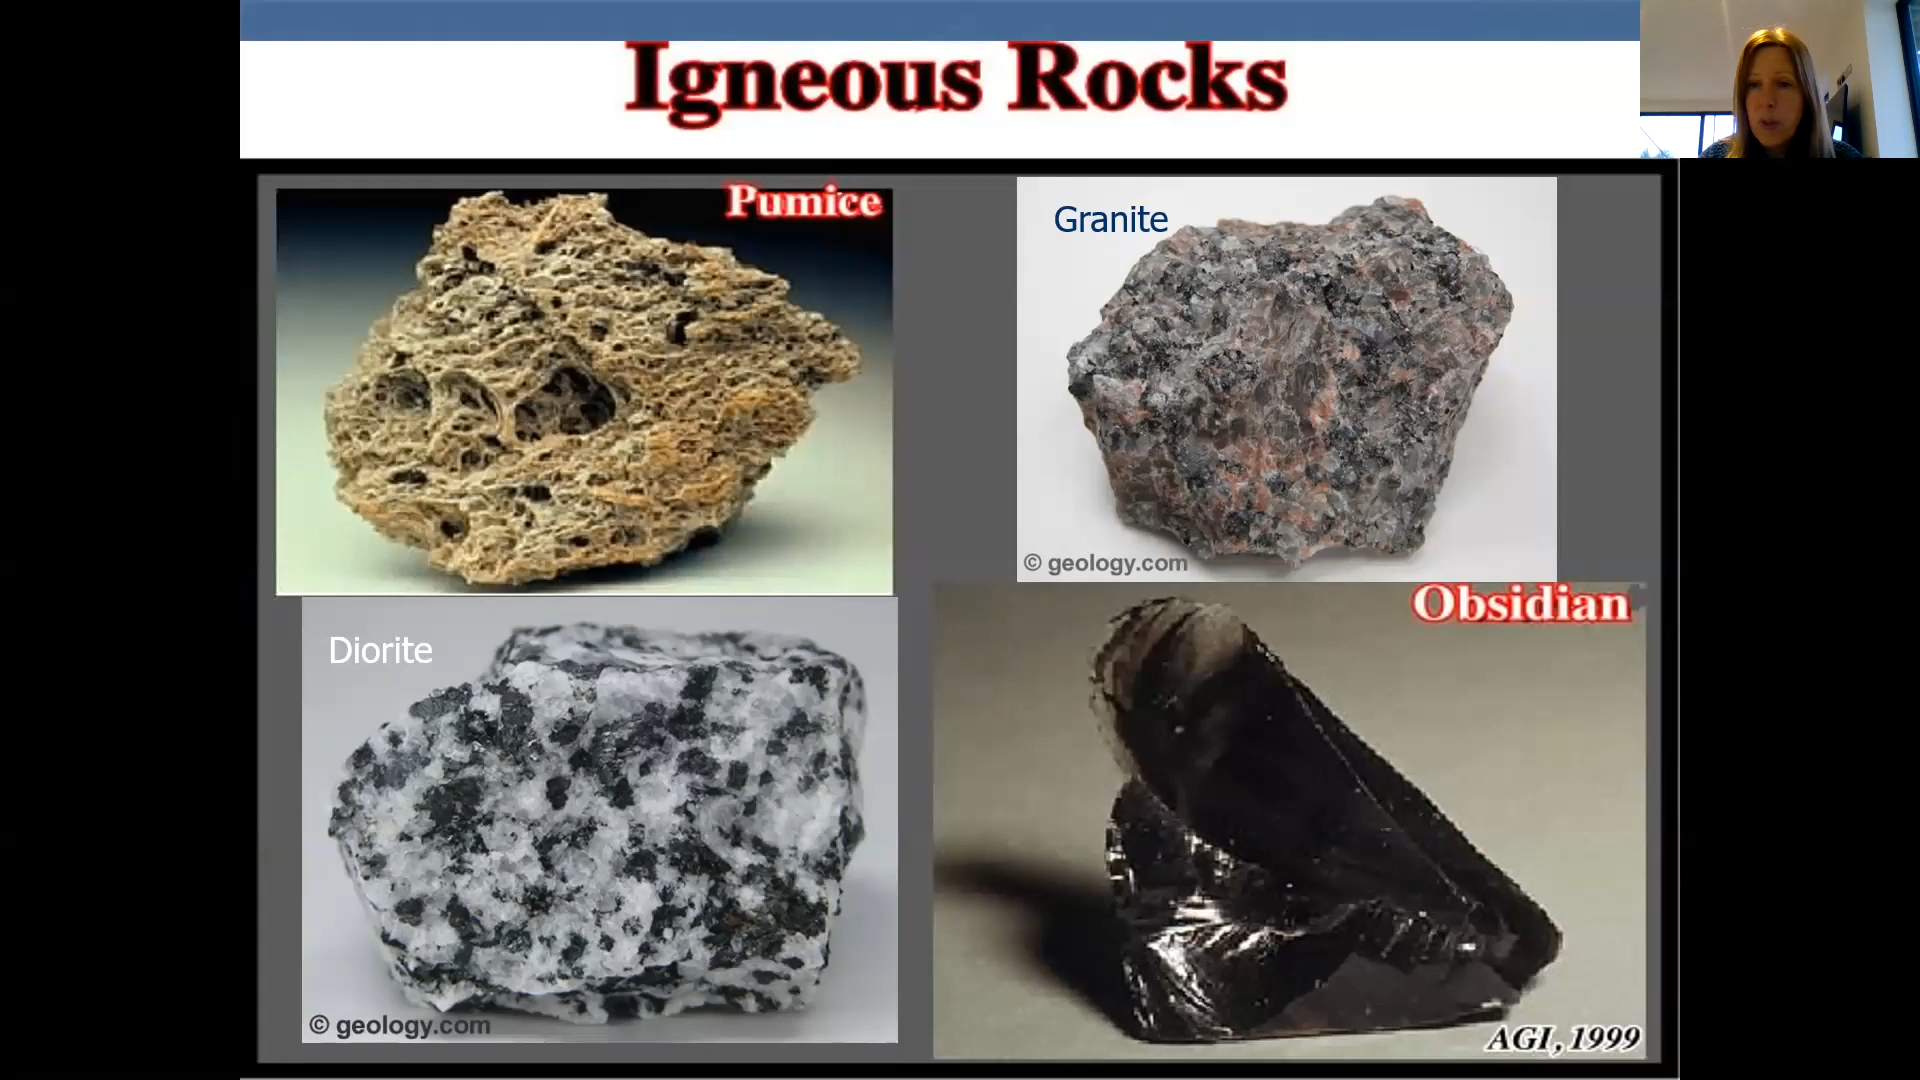 Igneous Rocks
Pumice
Granite
© geology.com
Obsidian
Diorite
© geology.com
AGI, 1999